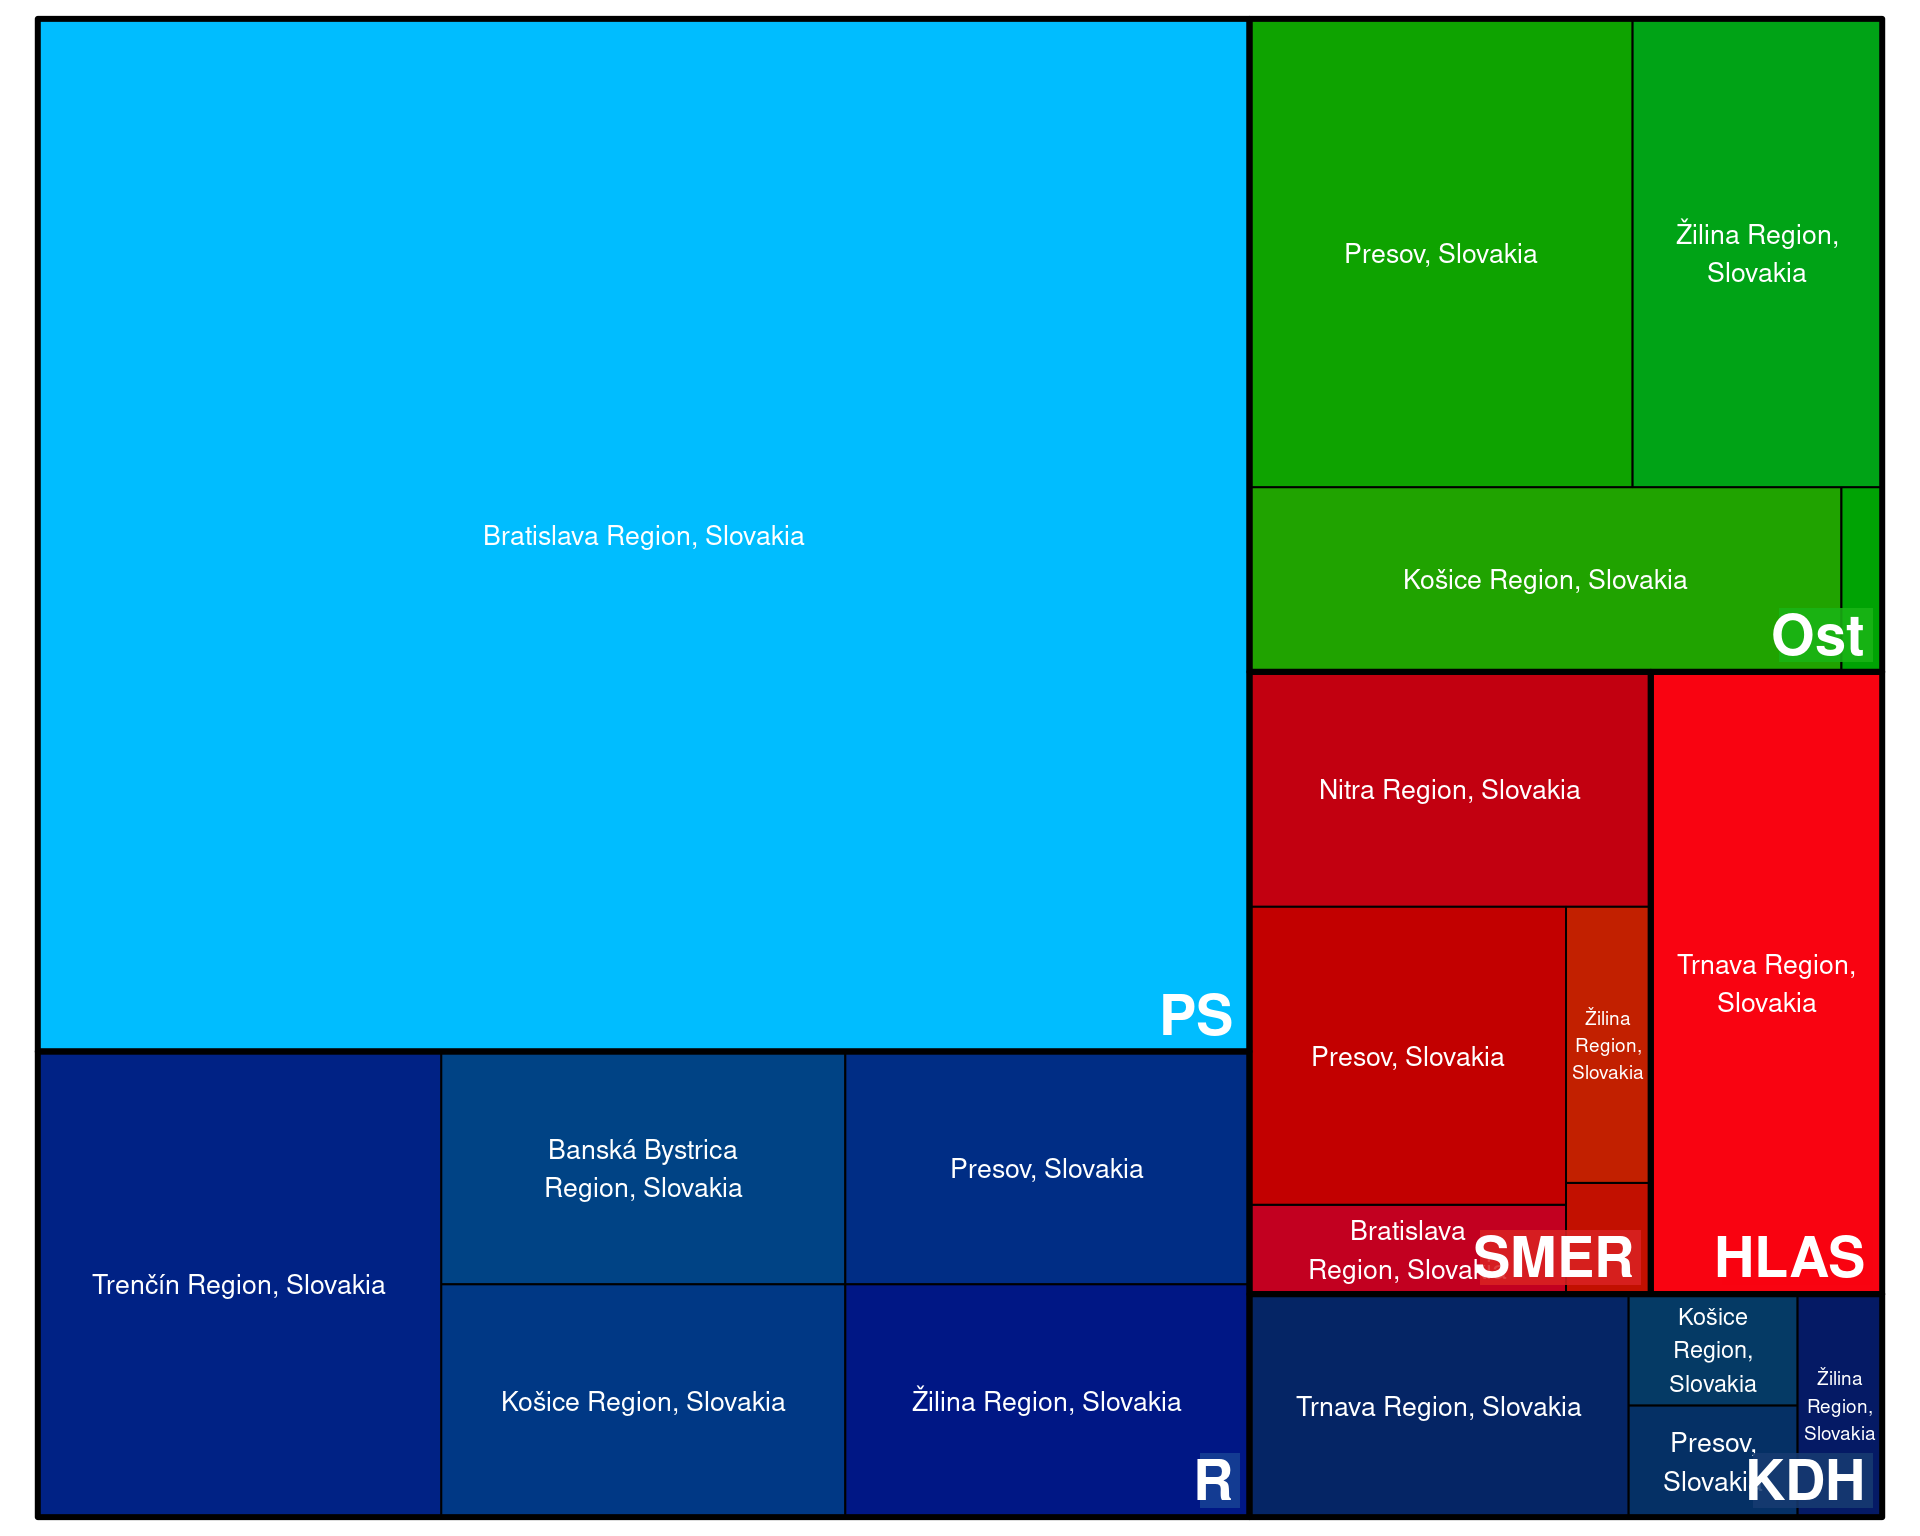 Bratislava Region, Slovakia
PS
Presov, Slovakia
Žilina Region,
Slovakia
Košice Region, Slovakia
Ost
Nitra Region, Slovakia
Presov, Slovakia
Žilina
Region,
Slovakia
Bratislava
Region, Slovakia
SMER
Trnava Region,
Slovakia
HLAS
Trenčín Region, Slovakia
Banská Bystrica
Region, Slovakia
Presov, Slovakia
Košice Region, Slovakia
Žilina Region, Slovakia
R
Trnava Region, Slovakia
Košice
Region,
Slovakia
Presov,
Slovakia
Žilina
Region,
Slovakia
KDH